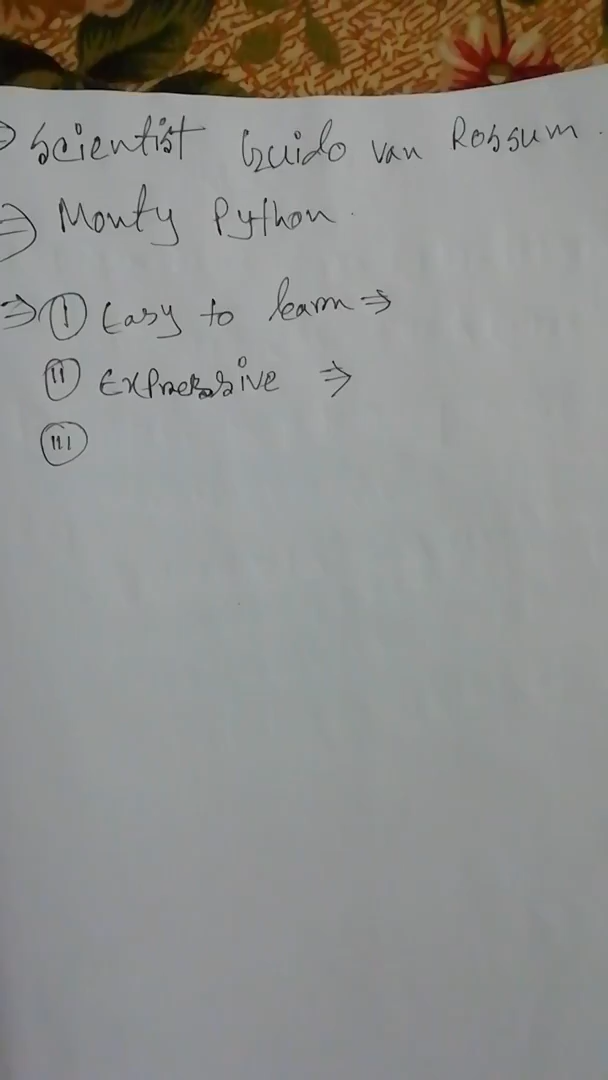 ⇒ Scientist Guido van Rossum.
⇒ Monty Python.
⇒ (i) Easy to learn ⇒
(ii) Expressive ⇒
(iii)